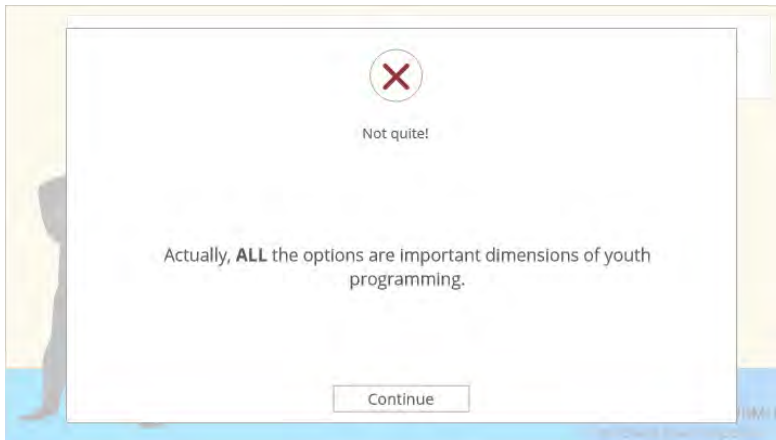 Not quite!
Actually, ALL the options are important dimensions of youth
programming.
Continue